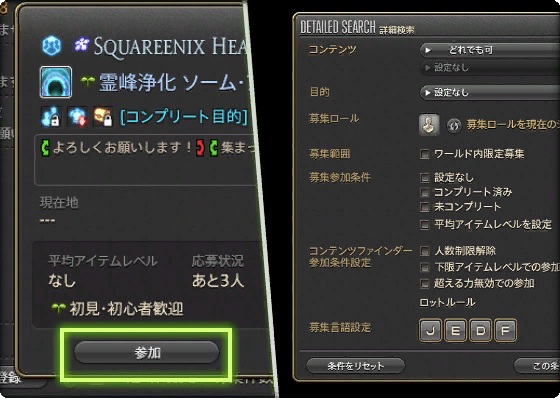 SQUAREENIX HEA
霊峰浄化 ソーム・
[コンプリート目的]
よろしくお願いします！ 集まっ
現在地
---
平均アイテムレベル 応募状況
なし あと3人
初見・初心者歓迎
参加
登録
DETAILED SEARCH 詳細検索
コンテンツ どれでも可
設定なし
目的 設定なし
募集ロール 募集ロールを現在の
募集範囲 ワールド内限定募集
募集参加条件 設定なし
コンプリート済み
未コンプリート
平均アイテムレベルを設定
コンテンツファインダー 人数制限解除
参加条件設定 下限アイテムレベルでの参加
超える力無効での参加
ロットルール
募集言語設定 J E D F
条件をリセット この条